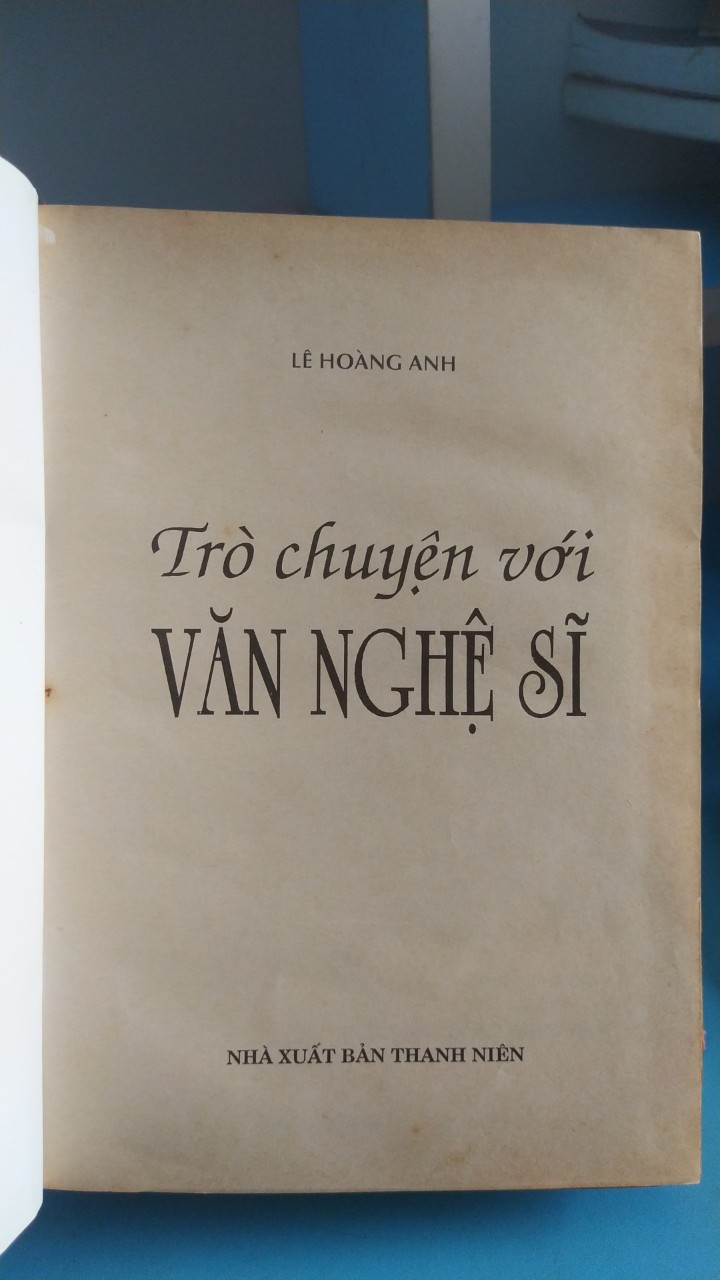 LÊ HOÀNG ANH
Trò chuyện với
VĂN NGHỆ SĨ
NHÀ XUẤT BẢN THANH NIÊN